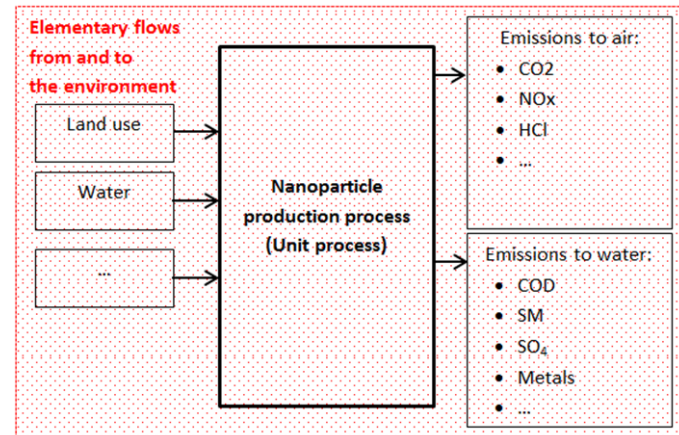 Elementary flows
from and to
the environment
Land use
Water
...
Nanoparticle
production process
(Unit process)
Emissions to air:
• CO2
• NOx
• HCl
• ...
Emissions to water:
• COD
• SM
• SO₄
• Metals
• ...